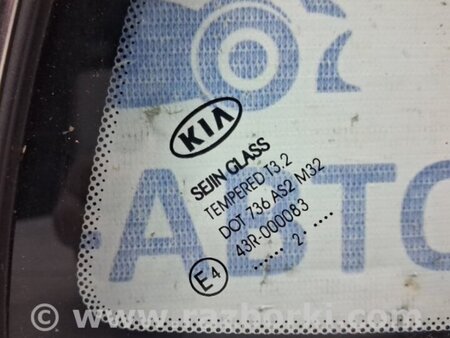 KIA
SEJIN GLASS
TEMPERED T3.2
DOT 736 AS2 M32
43R-000083
E4
...... 2 . ....
-АВТО
© www.razborki.com